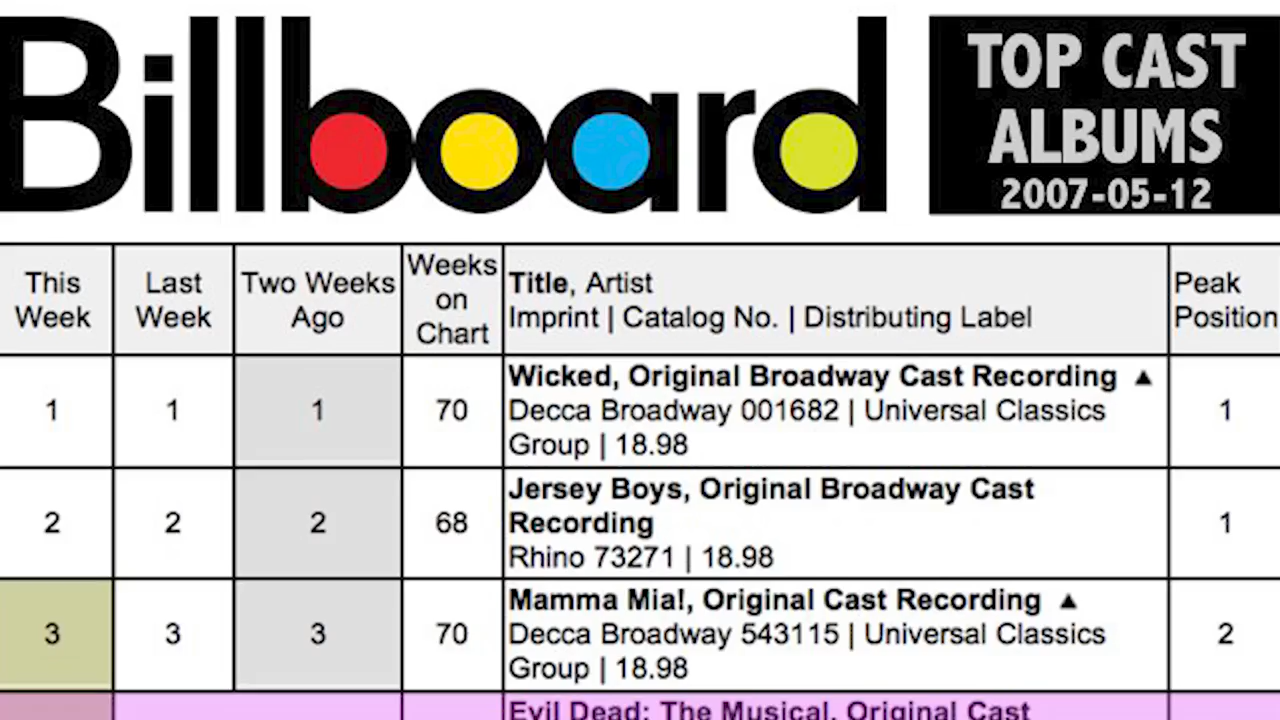 Billboard
TOP CAST
ALBUMS
2007-05-12
This
Week
Last
Week
Two Weeks
Ago
Weeks
on
Chart
Title, Artist
Imprint | Catalog No. | Distributing Label
Peak
Position
1
1
1
70
Wicked, Original Broadway Cast Recording ▲
Decca Broadway 001682 | Universal Classics
Group | 18.98
1
2
2
2
68
Jersey Boys, Original Broadway Cast
Recording
Rhino 73271 | 18.98
1
3
3
3
70
Mamma Mia!, Original Cast Recording ▲
Decca Broadway 543115 | Universal Classics
Group | 18.98
2
Evil Dead: The Musical, Original Cast